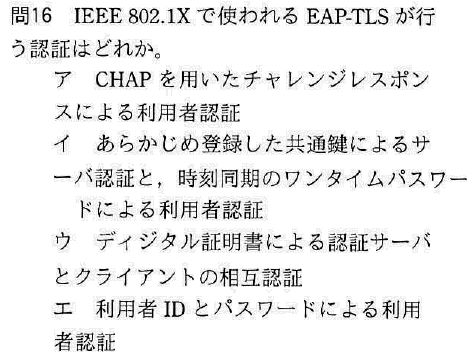 問16　IEEE 802.1X で使われる EAP-TLS が行
う認証はどれか。
ア　CHAP を用いたチャレンジレスポン
スによる利用者認証
イ　あらかじめ登録した共通鍵によるサ
ーバ認証と，時刻同期のワンタイムパスワー
ドによる利用者認証
ウ　ディジタル証明書による認証サーバ
とクライアントの相互認証
エ　利用者 ID とパスワードによる利用
者認証